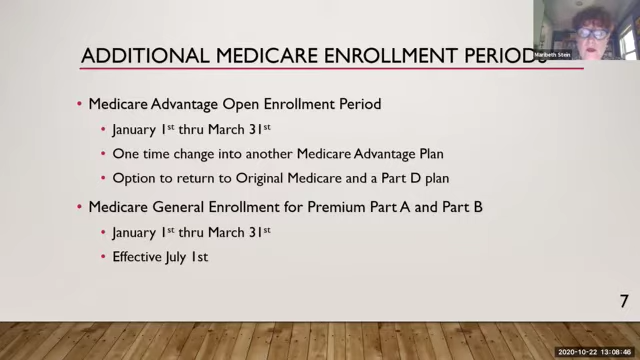 Maribeth Stein
ADDITIONAL MEDICARE ENROLLMENT PERIODS
• Medicare Advantage Open Enrollment Period
• January 1st thru March 31st
• One time change into another Medicare Advantage Plan
• Option to return to Original Medicare and a Part D plan
• Medicare General Enrollment for Premium Part A and Part B
• January 1st thru March 31st
• Effective July 1st
7
2020-10-22 13:08:46